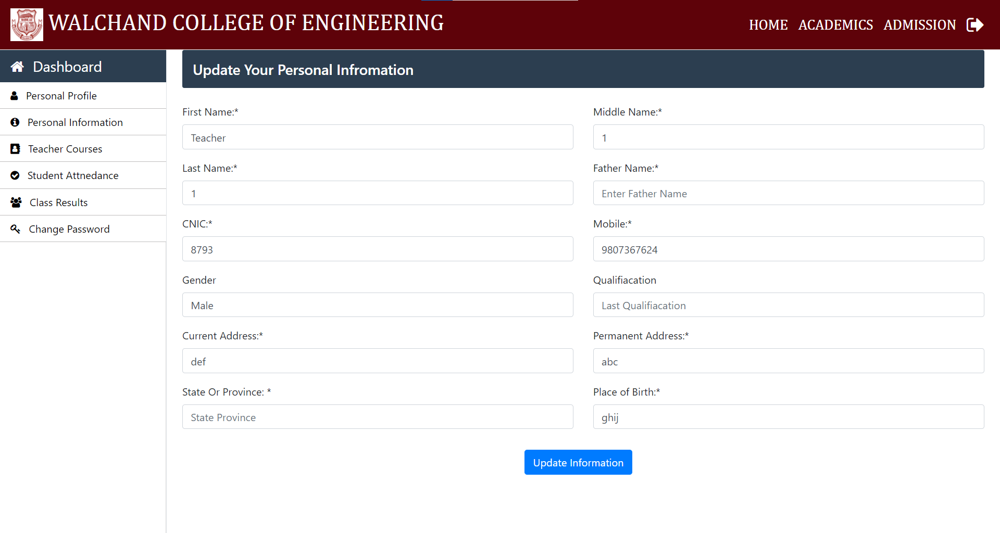 WALCHAND COLLEGE OF ENGINEERING
HOME ACADEMICS ADMISSION
Dashboard
Personal Profile
Personal Information
Teacher Courses
Student Attnedance
Class Results
Change Password
Update Your Personal Infromation
First Name:* Middle Name:*
Teacher 1
Last Name:* Father Name:*
1 Enter Father Name
CNIC:* Mobile:*
8793 9807367624
Gender Qualifiacation
Male Last Qualifiacation
Current Address:* Permanent Address:*
def abc
State Or Province: * Place of Birth:*
State Province ghij
Update Information